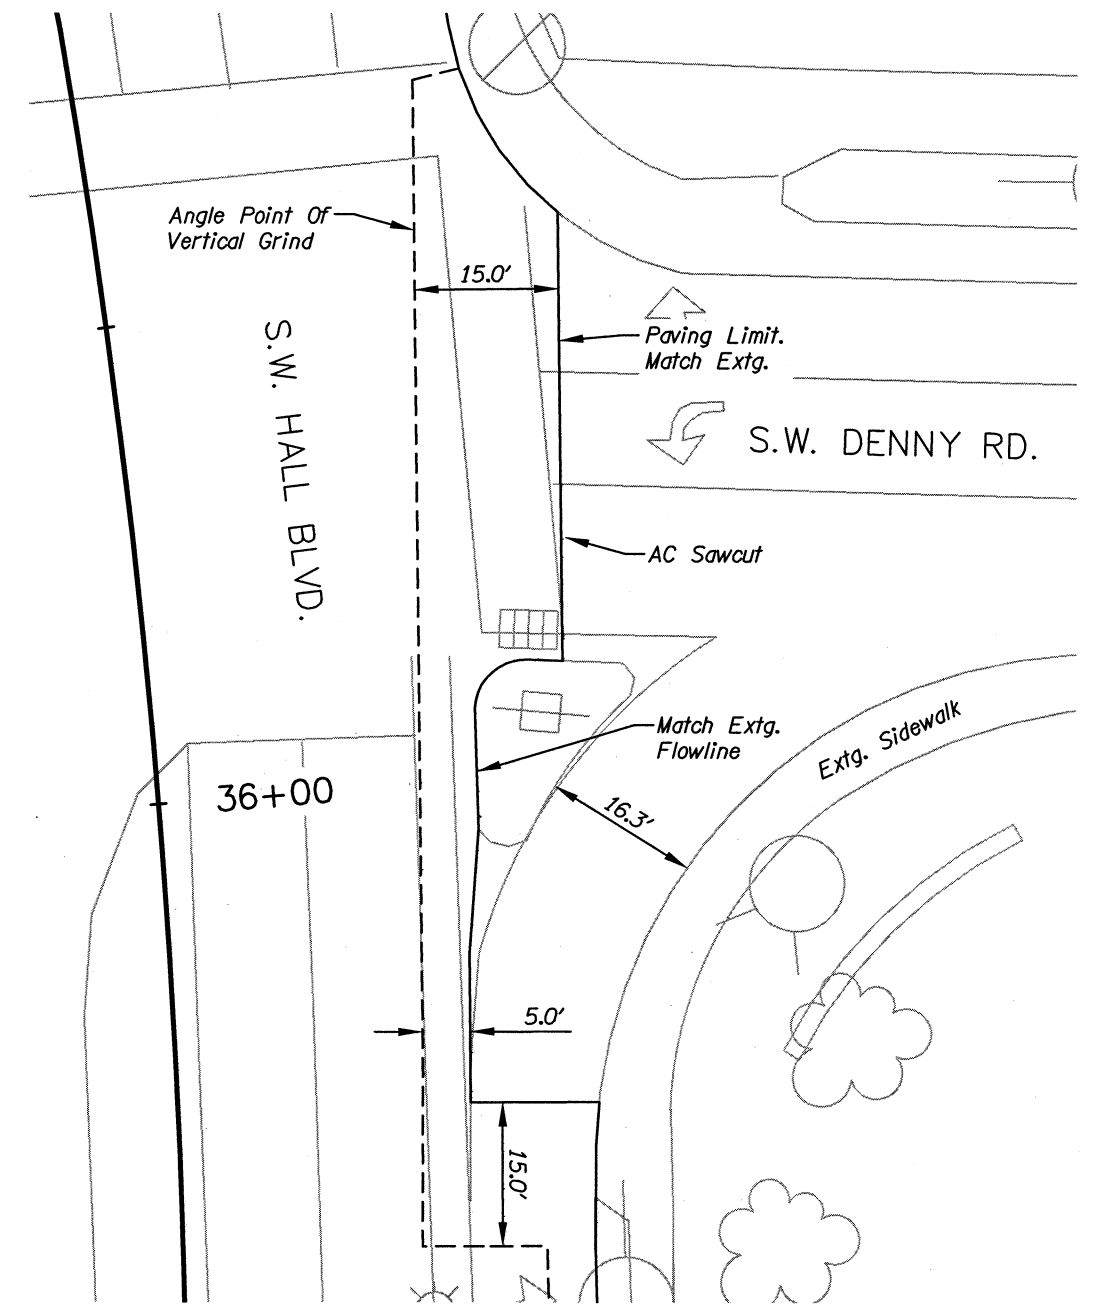 Angle Point Of
Vertical Grind
15.0'
Paving Limit.
Match Extg.
S.W. HALL BLVD.
S.W. DENNY RD.
AC Sawcut
Match Extg.
Flowline
Extg. Sidewalk
36+00
16.3'
5.0'
15.0'